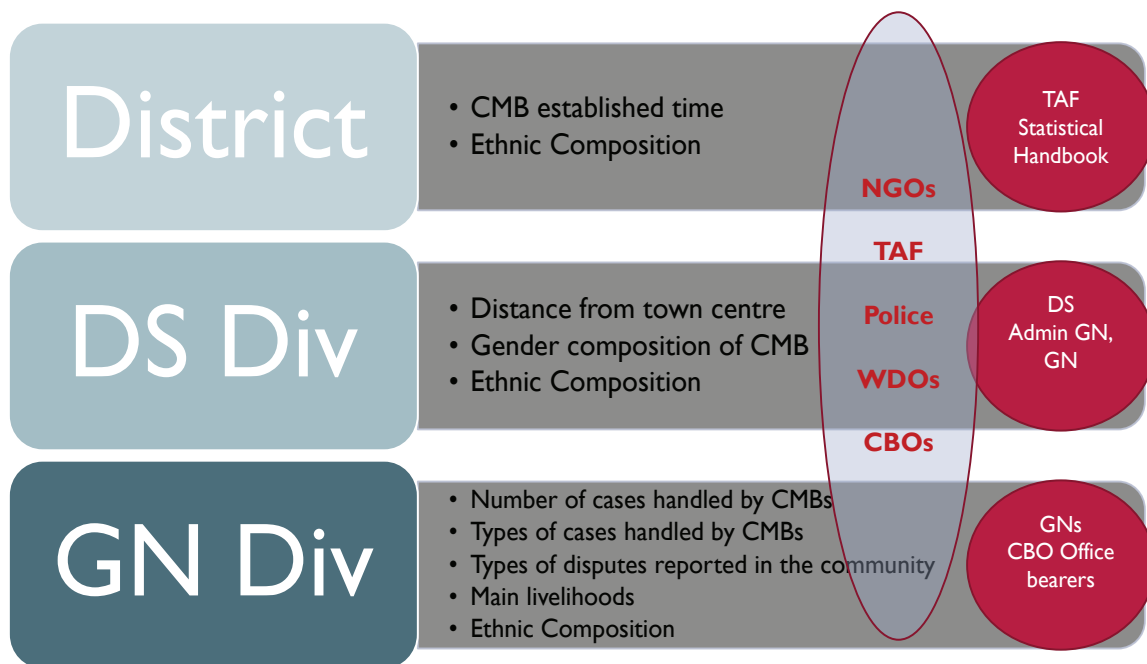 District
• CMB established time
• Ethnic Composition
TAF
Statistical
Handbook
NGOs
TAF
Police
WDOs
CBOs
DS Div
• Distance from town centre
• Gender composition of CMB
• Ethnic Composition
DS
Admin GN,
GN
GN Div
• Number of cases handled by CMBs
• Types of cases handled by CMBs
• Types of disputes reported in the community
• Main livelihoods
• Ethnic Composition
GNs
CBO Office
bearers